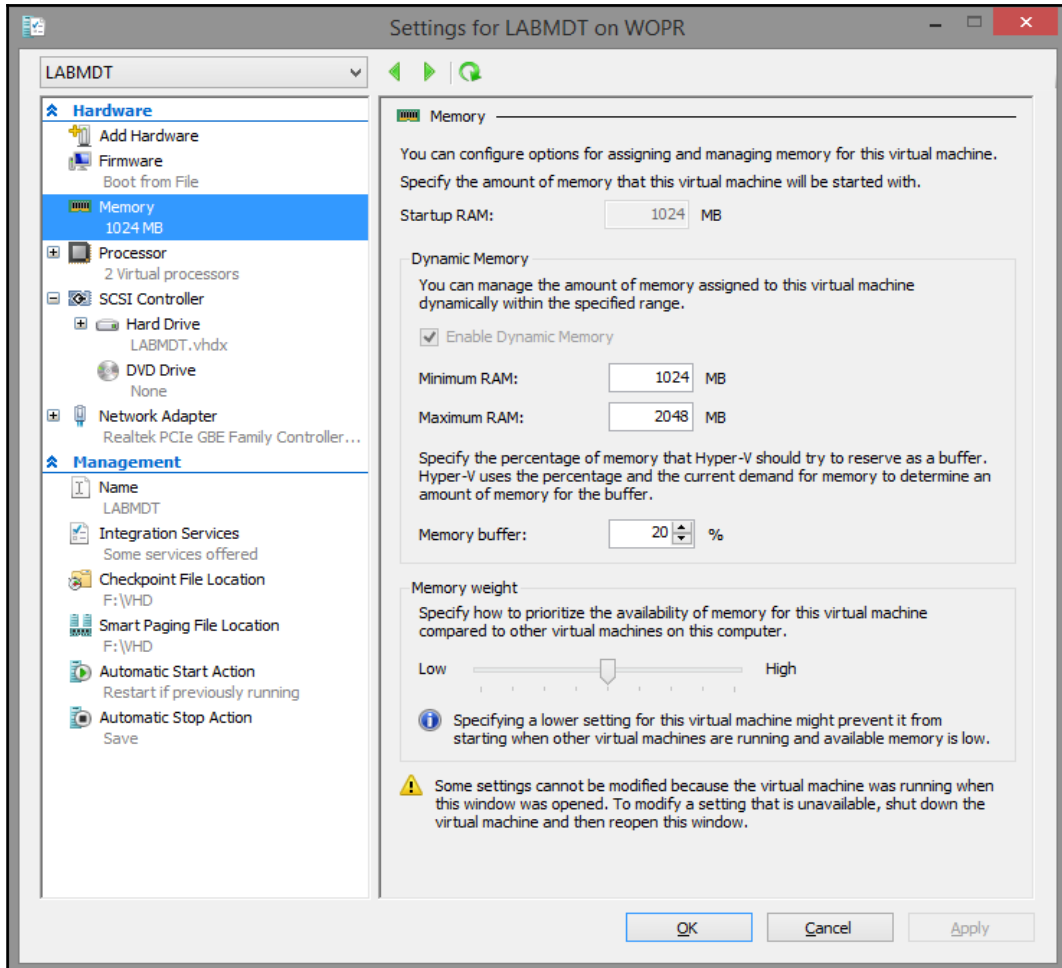 Settings for LABMDT on WOPR
LABMDT
Hardware
Add Hardware
Firmware
Boot from File
Memory
1024 MB
Processor
2 Virtual processors
SCSI Controller
Hard Drive
LABMDT.vhdx
DVD Drive
None
Network Adapter
Realtek PCIe GBE Family Controller...
Management
Name
LABMDT
Integration Services
Some services offered
Checkpoint File Location
F:\VHD
Smart Paging File Location
F:\VHD
Automatic Start Action
Restart if previously running
Automatic Stop Action
Save
Memory
You can configure options for assigning and managing memory for this virtual machine.
Specify the amount of memory that this virtual machine will be started with.
Startup RAM: 1024 MB
Dynamic Memory
You can manage the amount of memory assigned to this virtual machine
dynamically within the specified range.
Enable Dynamic Memory
Minimum RAM: 1024 MB
Maximum RAM: 2048 MB
Specify the percentage of memory that Hyper-V should try to reserve as a buffer.
Hyper-V uses the percentage and the current demand for memory to determine an
amount of memory for the buffer.
Memory buffer: 20 %
Memory weight
Specify how to prioritize the availability of memory for this virtual machine
compared to other virtual machines on this computer.
Low High
Specifying a lower setting for this virtual machine might prevent it from
starting when other virtual machines are running and available memory is low.
Some settings cannot be modified because the virtual machine was running when
this window was opened. To modify a setting that is unavailable, shut down the
virtual machine and then reopen this window.
OK Cancel Apply